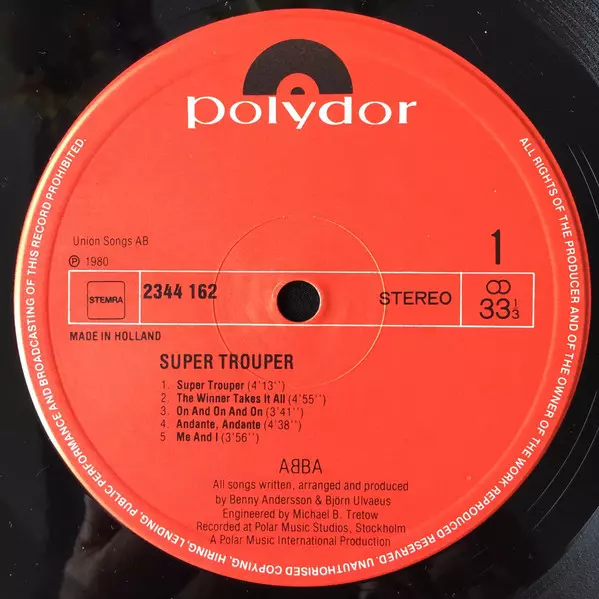 polydor
Union Songs AB
℗ 1980
1
STEMRA
2344 162
STEREO
33 1/3
MADE IN HOLLAND
SUPER TROUPER
1. Super Trouper (4'13'')
2. The Winner Takes It All (4'55'')
3. On And On And On (3'41'')
4. Andante, Andante (4'38'')
5 Me And I (3'56'')
ABBA
All songs written, arranged and produced
by Benny Andersson & Björn Ulvaeus
Engineered by Michael B. Tretow
Recorded at Polar Music Studios, Stockholm
A Polar Music International Production
ALL RIGHTS OF THE PRODUCER AND OF THE OWNER OF THE WORK REPRODUCED RESERVED. UNAUTHORISED COPYING, HIRING, LENDING, PUBLIC PERFORMANCE AND BROADCASTING OF THIS RECORD PROHIBITED.